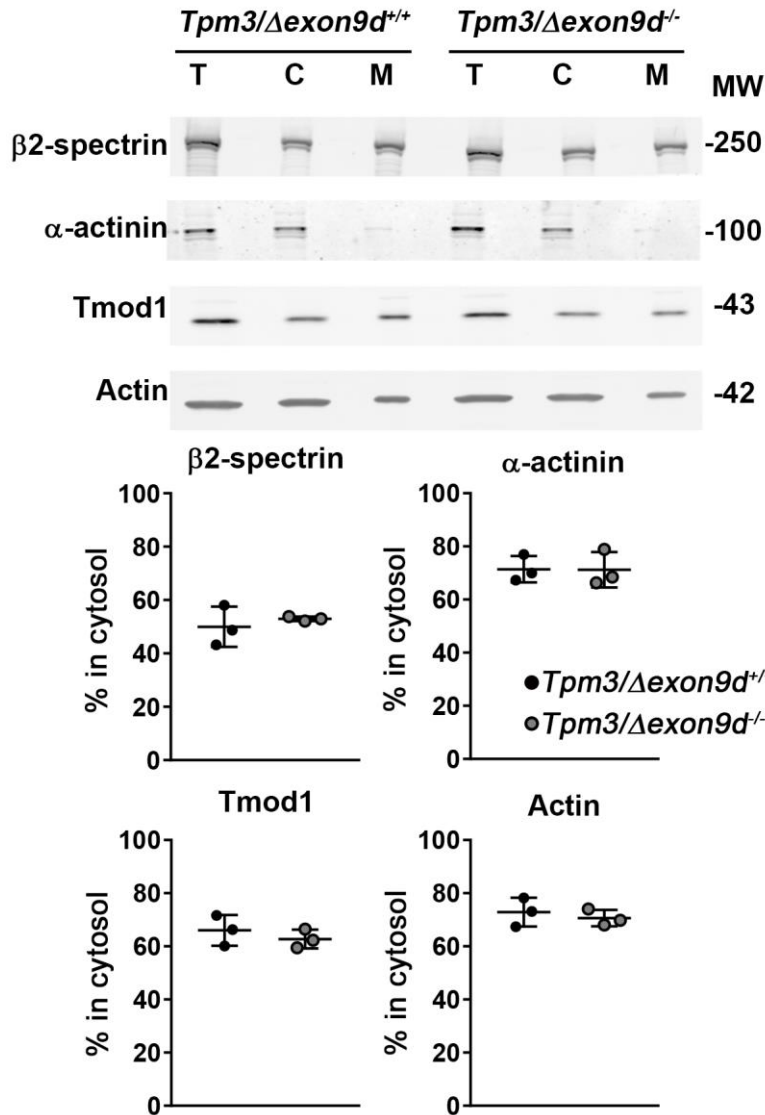 Tpm3/Δexon9d+/+ Tpm3/Δexon9d-/-
T C M T C M MW
β2-spectrin -250
α-actinin -100
Tmod1 -43
Actin -42
β2-spectrin
100
80
60
40
20
0
% in cytosol
α-actinin
100
80
60
40
20
0
% in cytosol
Tpm3/Δexon9d+/
Tpm3/Δexon9d-/-
Tmod1
100
80
60
40
20
0
% in cytosol
Actin
100
80
60
40
20
0
% in cytosol